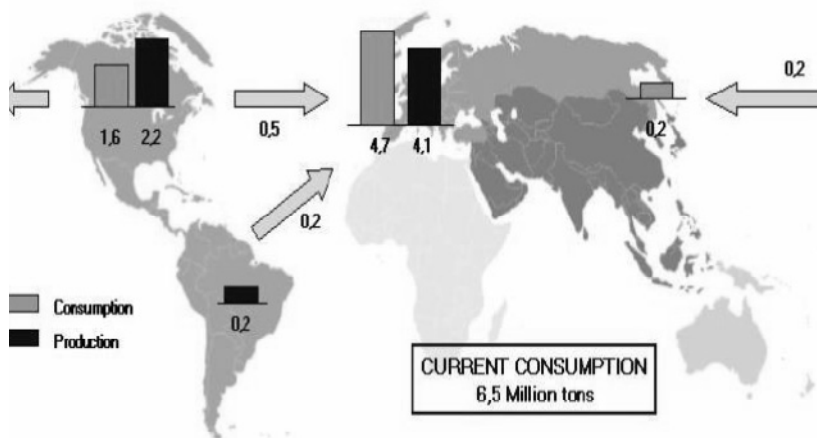 0,2
1,6 2,2
0,5
4,7 4,1
0,2
0,2
0,2
Consumption
Production
CURRENT CONSUMPTION
6,5 Million tons